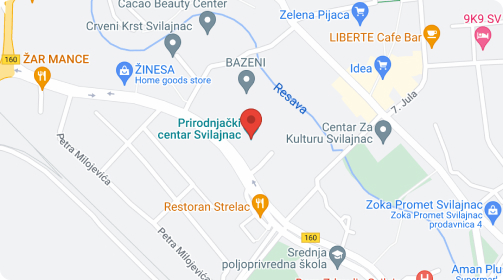 Cacao Beauty Center
Crveni Krst Svilajnac
Zelena Pijaca
LIBERTE Cafe Bar
9K9 SV
160
ŽAR MANCE
ŽINESA
Home goods store
BAZENI
Idea
Resava
7. Jula
Prirodnjački
centar Svilajnac
Centar Za
Kulturu Svilajnac
Petra Milojevića
Restoran Strelac
Zoka Promet Svilajnac
Zoka Promet Svilajnac
prodavnica 4
160
Srednja
poljoprivredna škola
Petra Milojevića
Aman Plu